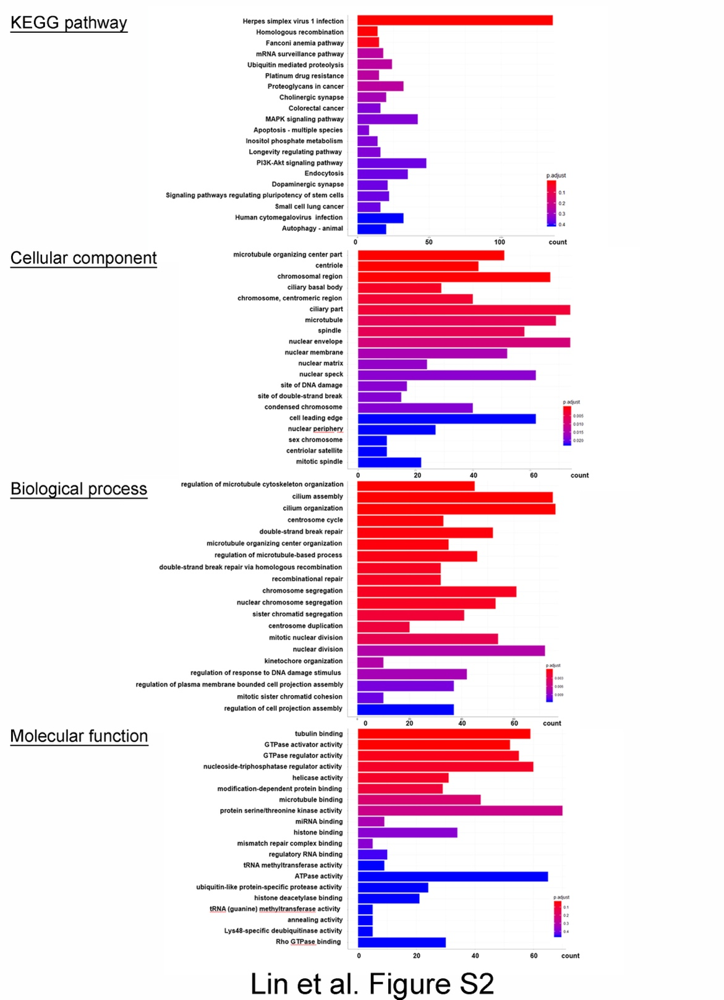 KEGG pathway
Herpes simplex virus 1 infection
Homologous recombination
Fanconi anemia pathway
mRNA surveillance pathway
Ubiquitin mediated proteolysis
Platinum drug resistance
Proteoglycans in cancer
Cholinergic synapse
Colorectal cancer
MAPK signaling pathway
Apoptosis - multiple species
Inositol phosphate metabolism
Longevity regulating pathway
PI3K-Akt signaling pathway
Endocytosis
Dopaminergic synapse
Signaling pathways regulating pluripotency of stem cells
Small cell lung cancer
Human cytomegalovirus infection
Autophagy - animal
p.adjust
0.1
0.2
0.3
0.4
0 50 100 count
Cellular component
microtubule organizing center part
centriole
chromosomal region
ciliary basal body
chromosome, centromeric region
ciliary part
microtubule
spindle
nuclear envelope
nuclear membrane
nuclear matrix
nuclear speck
site of DNA damage
site of double-strand break
condensed chromosome
cell leading edge
nuclear periphery
sex chromosome
centriolar satellite
mitotic spindle
p.adjust
0.005
0.010
0.015
0.020
0 20 40 60 count
Biological process
regulation of microtubule cytoskeleton organization
cilium assembly
cilium organization
centrosome cycle
double-strand break repair
microtubule organizing center organization
regulation of microtubule-based process
double-strand break repair via homologous recombination
recombinational repair
chromosome segregation
nuclear chromosome segregation
sister chromatid segregation
centrosome duplication
mitotic nuclear division
nuclear division
kinetochore organization
regulation of response to DNA damage stimulus
regulation of plasma membrane bounded cell projection assembly
mitotic sister chromatid cohesion
regulation of cell projection assembly
p.adjust
0 20 40 60 count
Molecular function
tubulin binding
GTPase activator activity
GTPase regulator activity
nucleoside-triphosphatase regulator activity
helicase activity
modification-dependent protein binding
microtubule binding
protein serine/threonine kinase activity
miRNA binding
histone binding
mismatch repair complex binding
regulatory RNA binding
tRNA methyltransferase activity
ATPase activity
ubiquitin-like protein-specific protease activity
histone deacetylase binding
tRNA (guanine) methyltransferase activity
annealing activity
Lys48-specific deubiquitinase activity
Rho GTPase binding
p.adjust
0.1
0.2
0.3
0.4
0 20 40 60 count
Lin et al. Figure S2